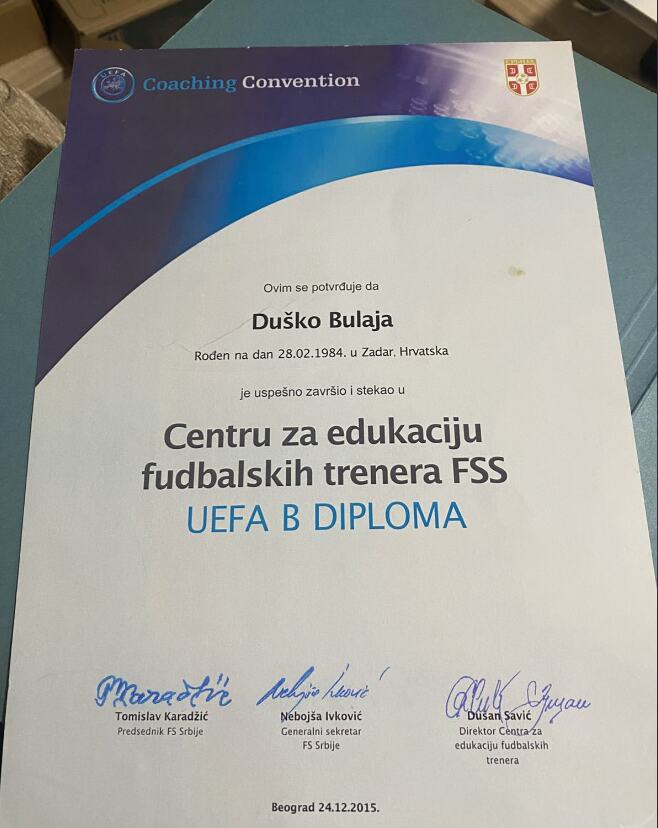 UEFA
Coaching Convention
Ovim se potvrđuje da
Duško Bulaja
Rođen na dan 28.02.1984. u Zadar, Hrvatska
je uspešno završio i stekao u
Centru za edukaciju
fudbalskih trenera FSS
UEFA B DIPLOMA
Tomislav Karadžić
Predsednik FS Srbije
Nebojša Ivković
Generalni sekretar
FS Srbije
Dušan Savić
Direktor Centra za
edukaciju fudbalskih
trenera
Beograd 24.12.2015.